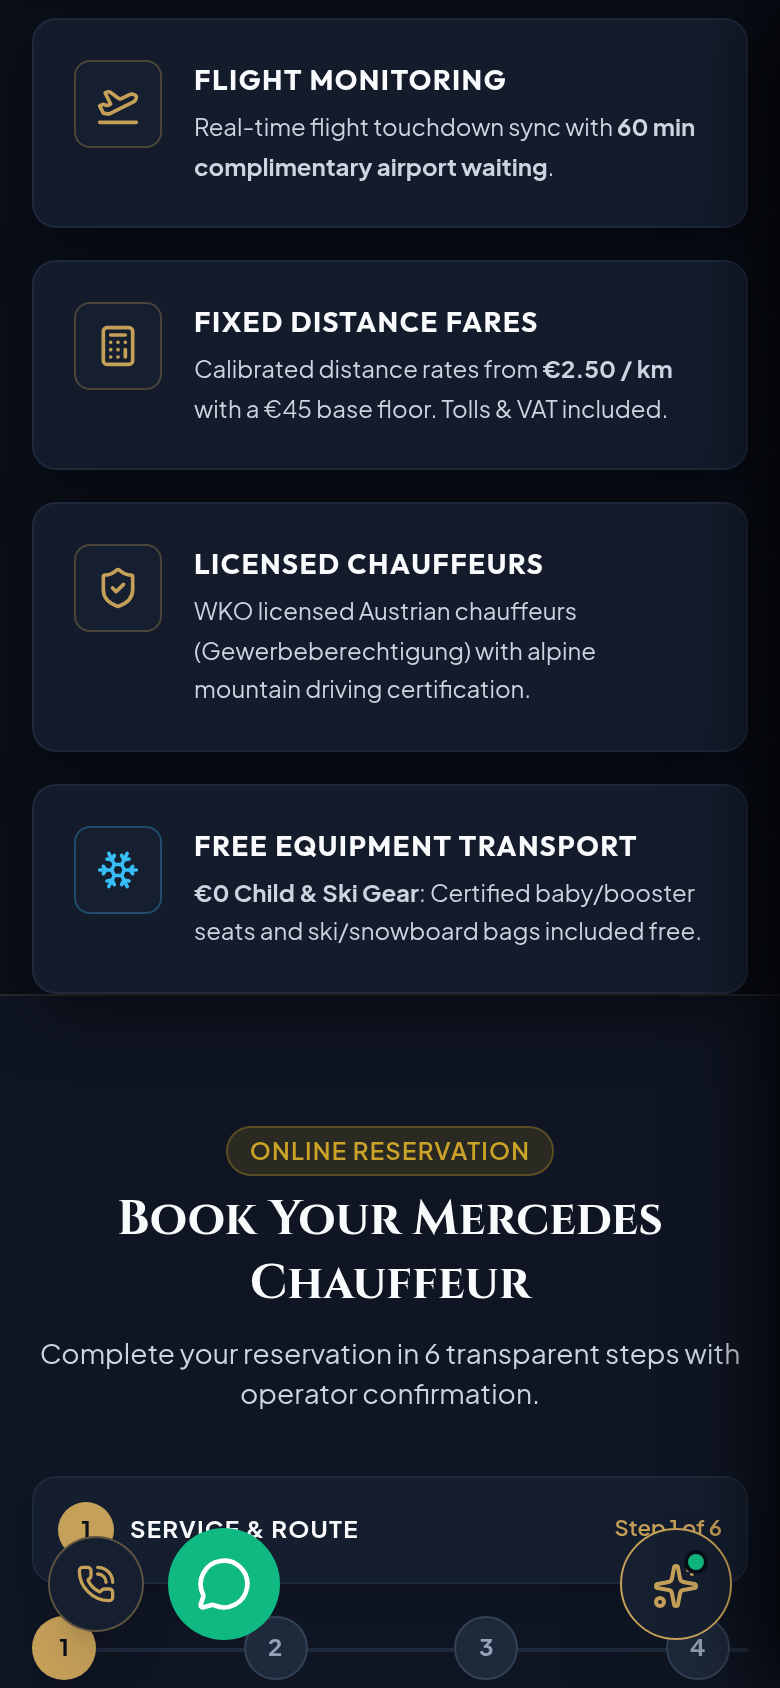 FLIGHT MONITORING
Real-time flight touchdown sync with 60 min
complimentary airport waiting.
FIXED DISTANCE FARES
Calibrated distance rates from €2.50 / km
with a €45 base floor. Tolls & VAT included.
LICENSED CHAUFFEURS
WKO licensed Austrian chauffeurs
(Gewerbeberechtigung) with alpine
mountain driving certification.
FREE EQUIPMENT TRANSPORT
€0 Child & Ski Gear: Certified baby/booster
seats and ski/snowboard bags included free.
ONLINE RESERVATION
BOOK YOUR MERCEDES
CHAUFFEUR
Complete your reservation in 6 transparent steps with
operator confirmation.
1 SERVICE & ROUTE Step 1 of 6
1 2 3 4